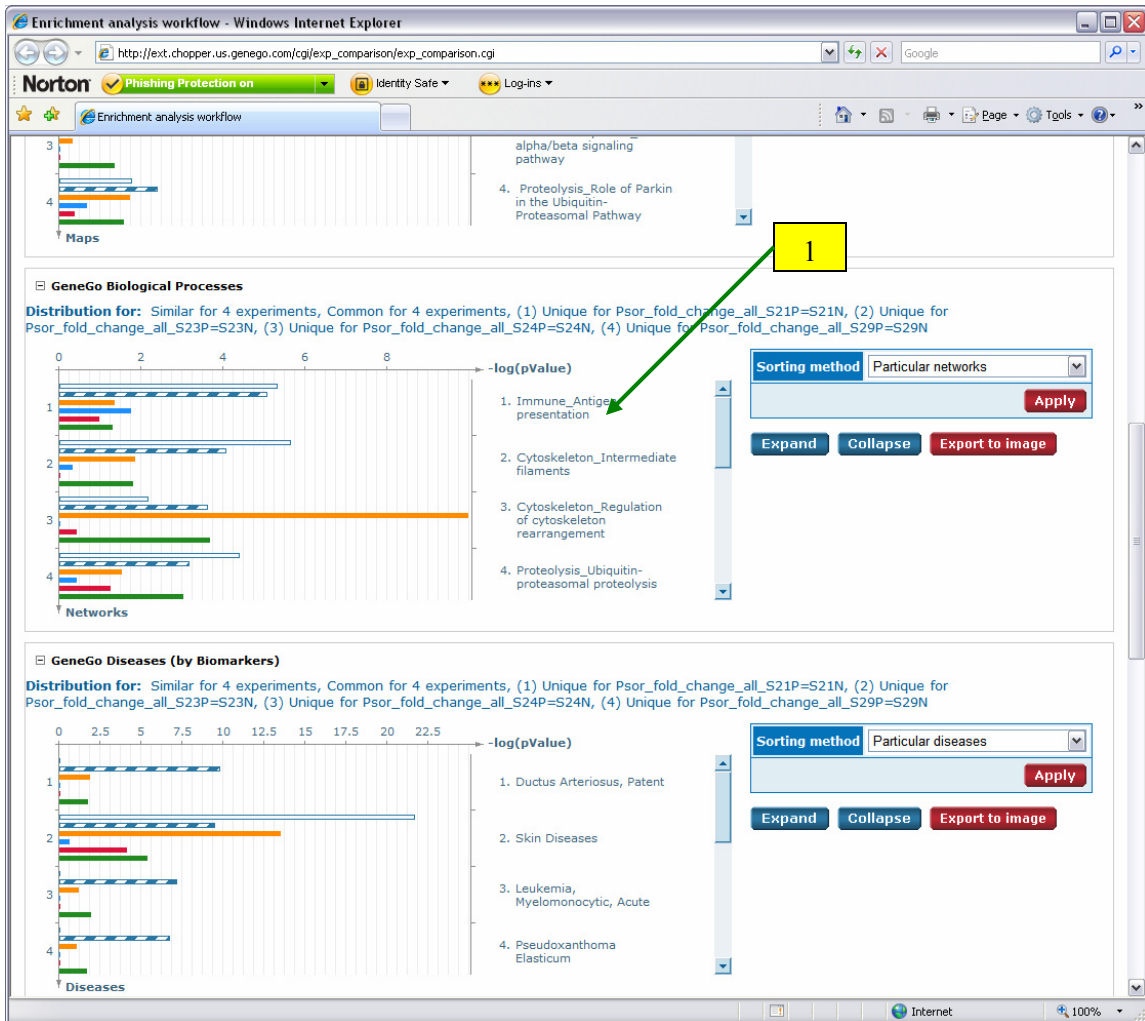 Enrichment analysis workflow - Windows Internet Explorer
http://ext.chopper.us.genego.com/cgi/exp_comparison/exp_comparison.cgi
Google
Norton Phishing Protection on Identity Safe Log-ins
Enrichment analysis workflow
Page Tools
3
alpha/beta signaling
pathway
4
4. Proteolysis_Role of Parkin
in the Ubiquitin-
Proteasomal Pathway
Maps
1
GeneGo Biological Processes
Distribution for: Similar for 4 experiments, Common for 4 experiments, (1) Unique for Psor_fold_change_all_S21P=S21N, (2) Unique for
Psor_fold_change_all_S23P=S23N, (3) Unique for Psor_fold_change_all_S24P=S24N, (4) Unique for Psor_fold_change_all_S29P=S29N
0 2 4 6 8
-log(pValue)
1
2
3
4
Networks
1. Immune_Antigen
presentation
2. Cytoskeleton_Intermediate
filaments
3. Cytoskeleton_Regulation
of cytoskeleton
rearrangement
4. Proteolysis_Ubiquitin-
proteasomal proteolysis
Sorting method Particular networks
Apply
Expand Collapse Export to image
GeneGo Diseases (by Biomarkers)
Distribution for: Similar for 4 experiments, Common for 4 experiments, (1) Unique for Psor_fold_change_all_S21P=S21N, (2) Unique for
Psor_fold_change_all_S23P=S23N, (3) Unique for Psor_fold_change_all_S24P=S24N, (4) Unique for Psor_fold_change_all_S29P=S29N
0 2.5 5 7.5 10 12.5 15 17.5 20 22.5
-log(pValue)
1
2
3
4
Diseases
1. Ductus Arteriosus, Patent
2. Skin Diseases
3. Leukemia,
Myelomonocytic, Acute
4. Pseudoxanthoma
Elasticum
Sorting method Particular diseases
Apply
Expand Collapse Export to image
Internet 100%